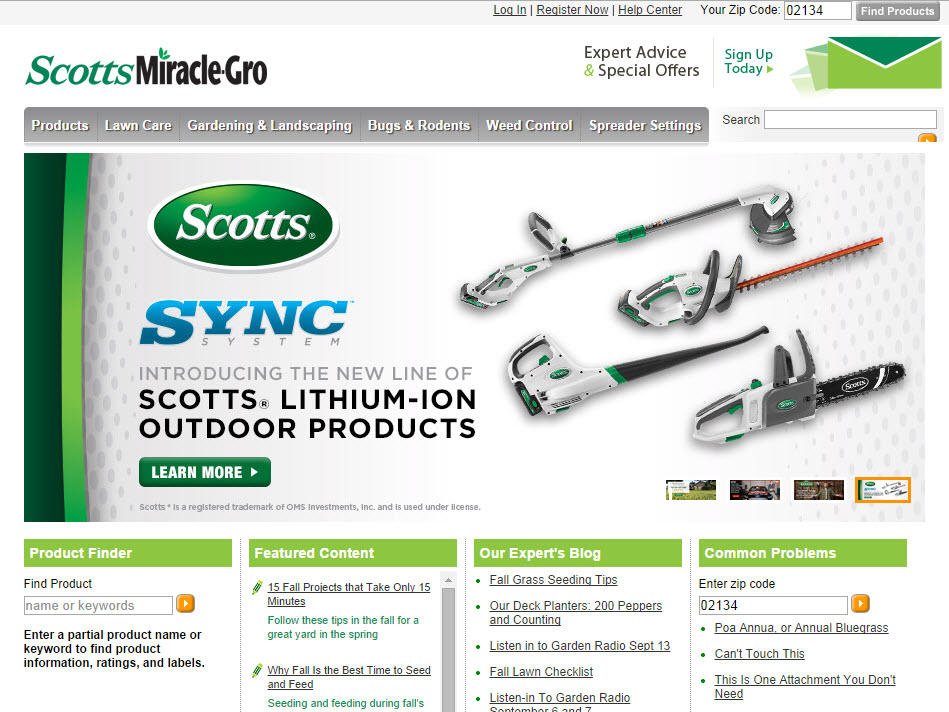 Log In | Register Now | Help Center Your Zip Code: 02134 Find Products
Scotts Miracle-Gro
Expert Advice
& Special Offers
Sign Up
Today
Products Lawn Care Gardening & Landscaping Bugs & Rodents Weed Control Spreader Settings
Search
Scotts®
SYNC™
SYSTEM
INTRODUCING THE NEW LINE OF
SCOTTS® LITHIUM-ION
OUTDOOR PRODUCTS
LEARN MORE
Scotts® is a registered trademark of OMS Investments, Inc. and is used under license.
Scotts
Scotts
Scotts
Product Finder
Find Product
name or keywords
Enter a partial product name or
keyword to find product
information, ratings, and labels.
Featured Content
15 Fall Projects that Take Only 15
Minutes
Follow these tips in the fall for a
great yard in the spring
Why Fall Is the Best Time to Seed
and Feed
Seeding and feeding during fall's
Our Expert's Blog
Fall Grass Seeding Tips
Our Deck Planters: 200 Peppers
and Counting
Listen in to Garden Radio Sept 13
Fall Lawn Checklist
Listen-in To Garden Radio
September 6 and 7
Common Problems
Enter zip code
02134
Poa Annua, or Annual Bluegrass
Can't Touch This
This Is One Attachment You Don't
Need